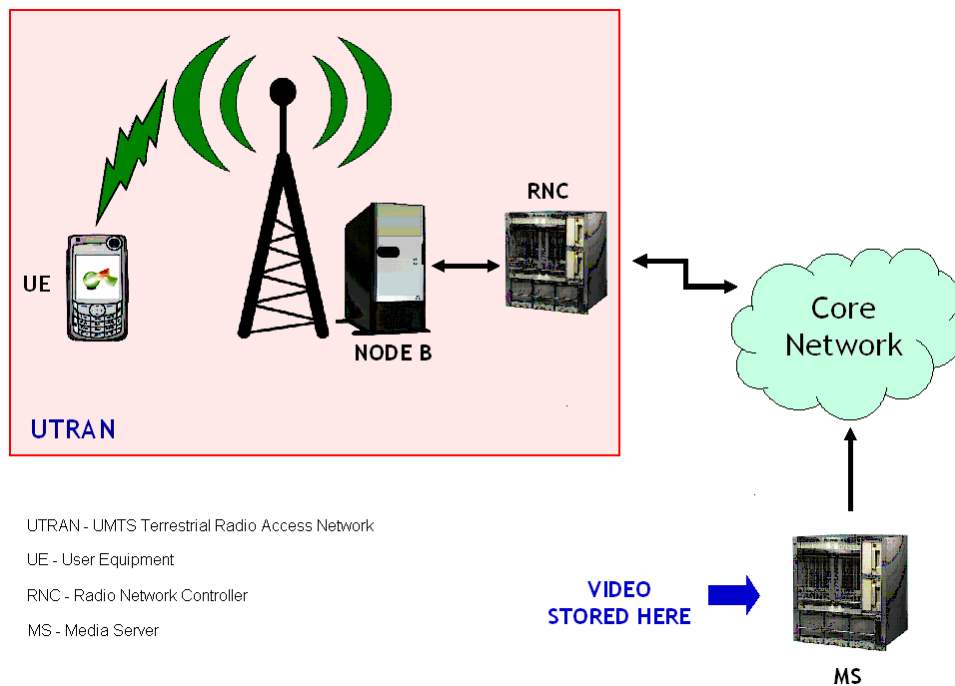 RNC
UE
NODE B
UTRAN
Core
Network
UTRAN - UMTS Terrestrial Radio Access Network
UE - User Equipment
RNC - Radio Network Controller
MS - Media Server
VIDEO
STORED HERE
MS